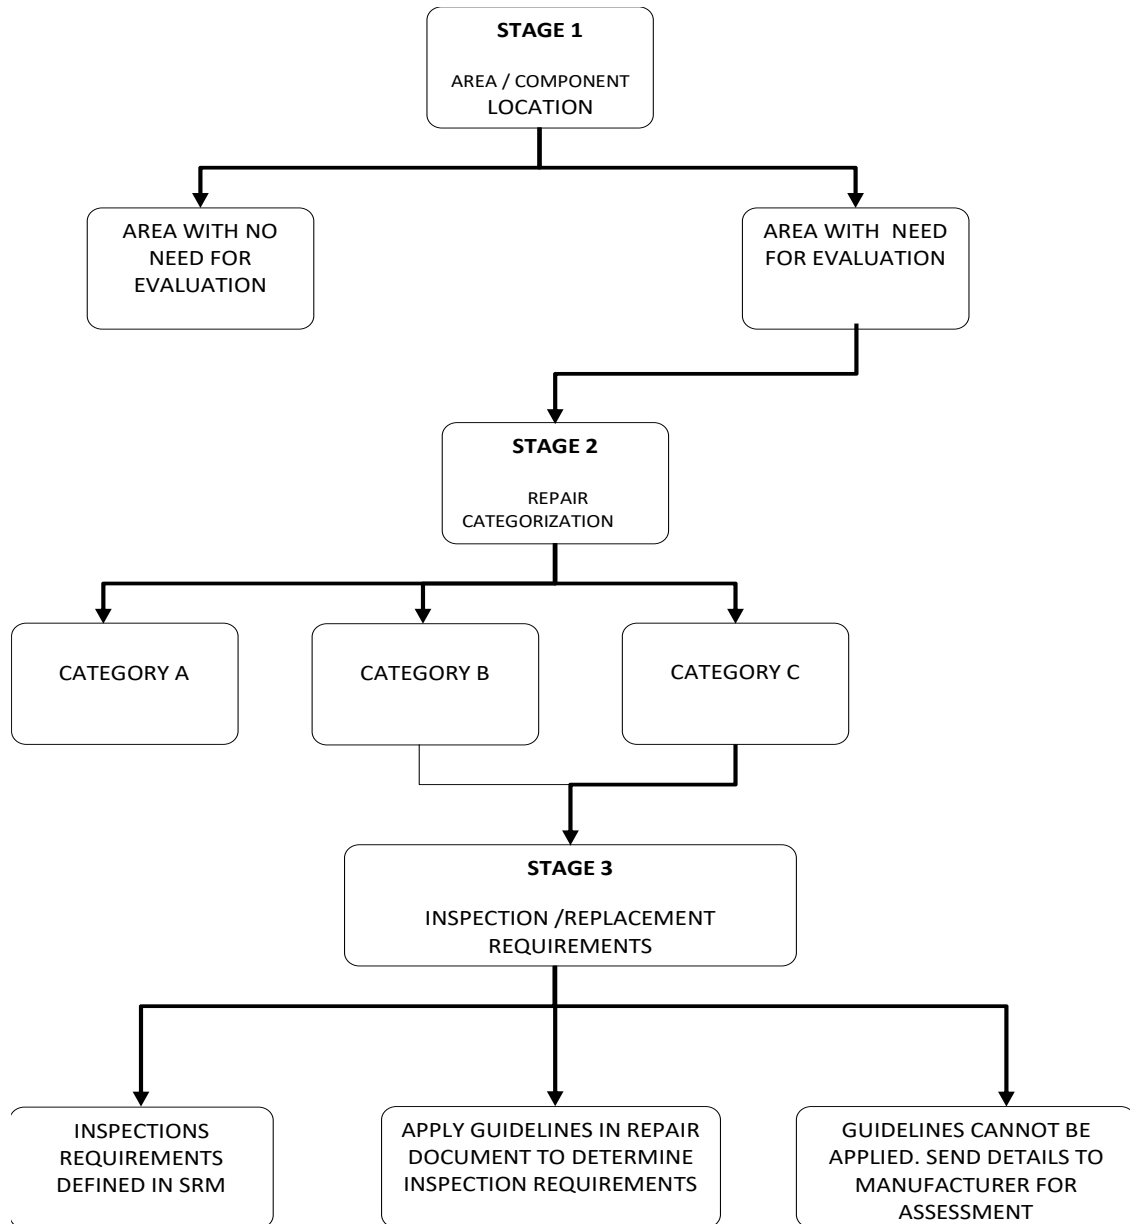 STAGE 1
AREA / COMPONENT
LOCATION
AREA WITH NO
NEED FOR
EVALUATION
AREA WITH NEED
FOR EVALUATION
STAGE 2
REPAIR
CATEGORIZATION
CATEGORY A
CATEGORY B
CATEGORY C
STAGE 3
INSPECTION /REPLACEMENT
REQUIREMENTS
INSPECTIONS
REQUIREMENTS
DEFINED IN SRM
APPLY GUIDELINES IN REPAIR
DOCUMENT TO DETERMINE
INSPECTION REQUIREMENTS
GUIDELINES CANNOT BE
APPLIED. SEND DETAILS TO
MANUFACTURER FOR
ASSESSMENT